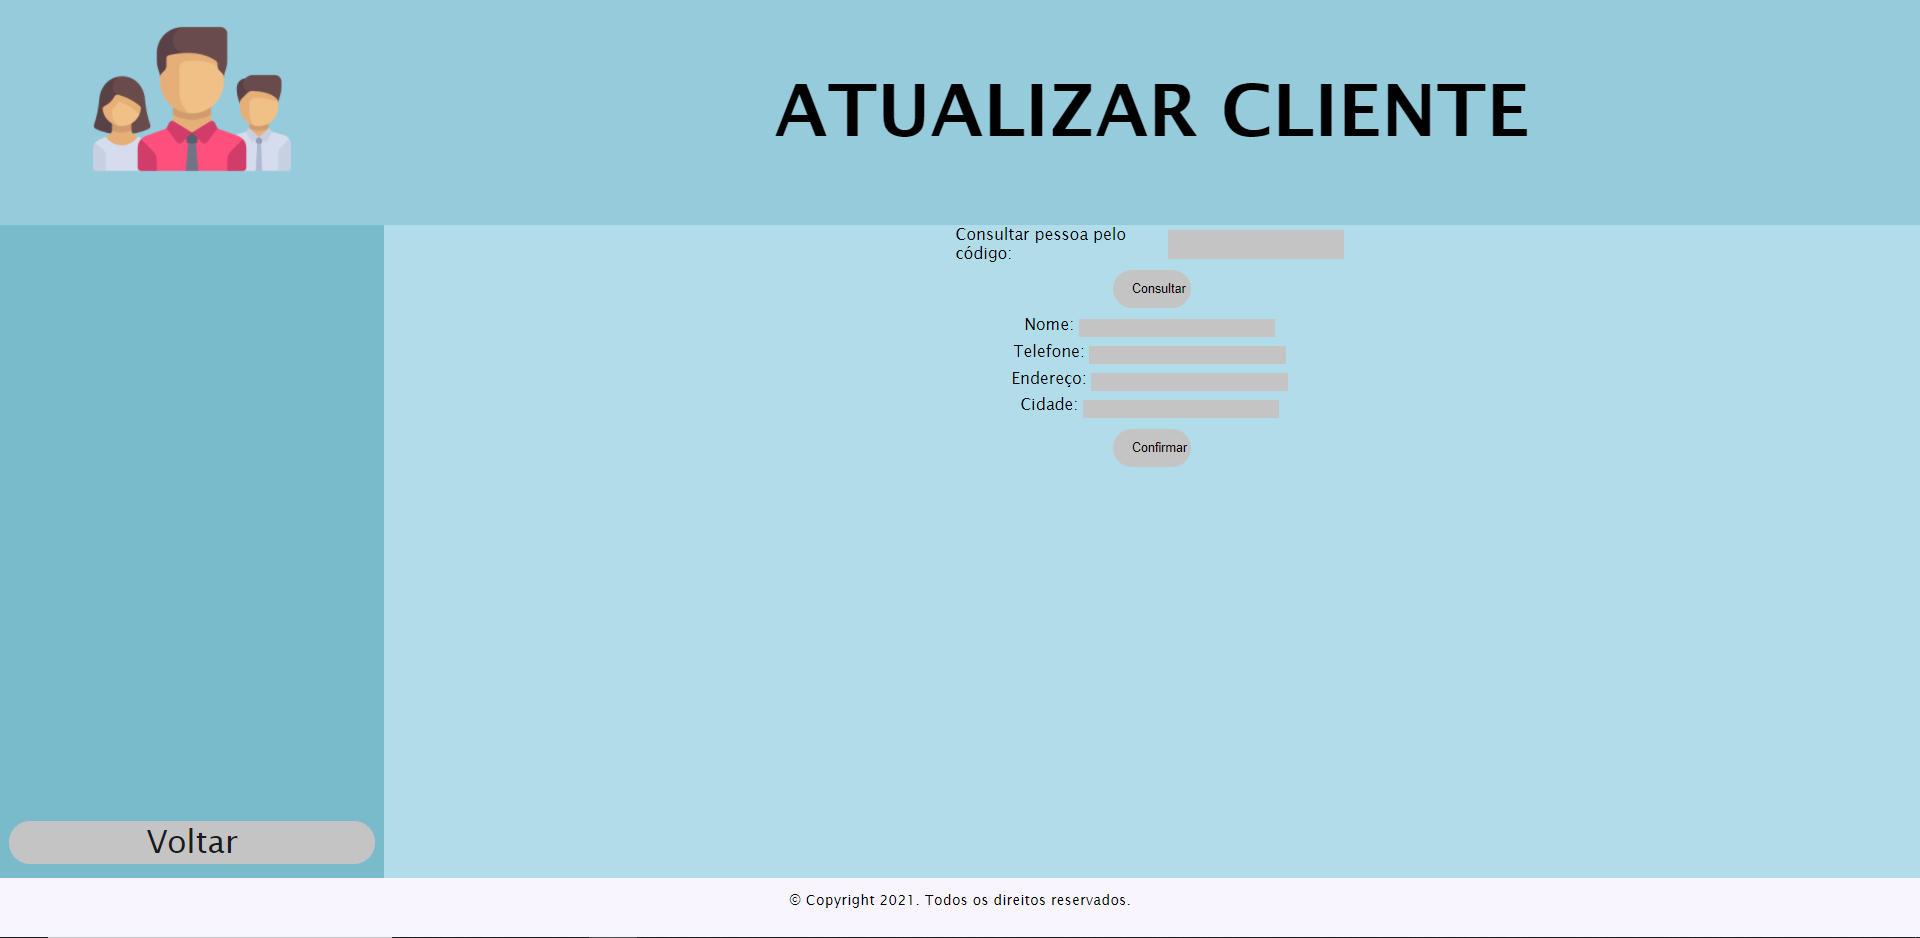 ATUALIZAR CLIENTE
Consultar pessoa pelo
código:
Consultar
Nome:
Telefone:
Endereço:
Cidade:
Confirmar
Voltar
© Copyright 2021. Todos os direitos reservados.